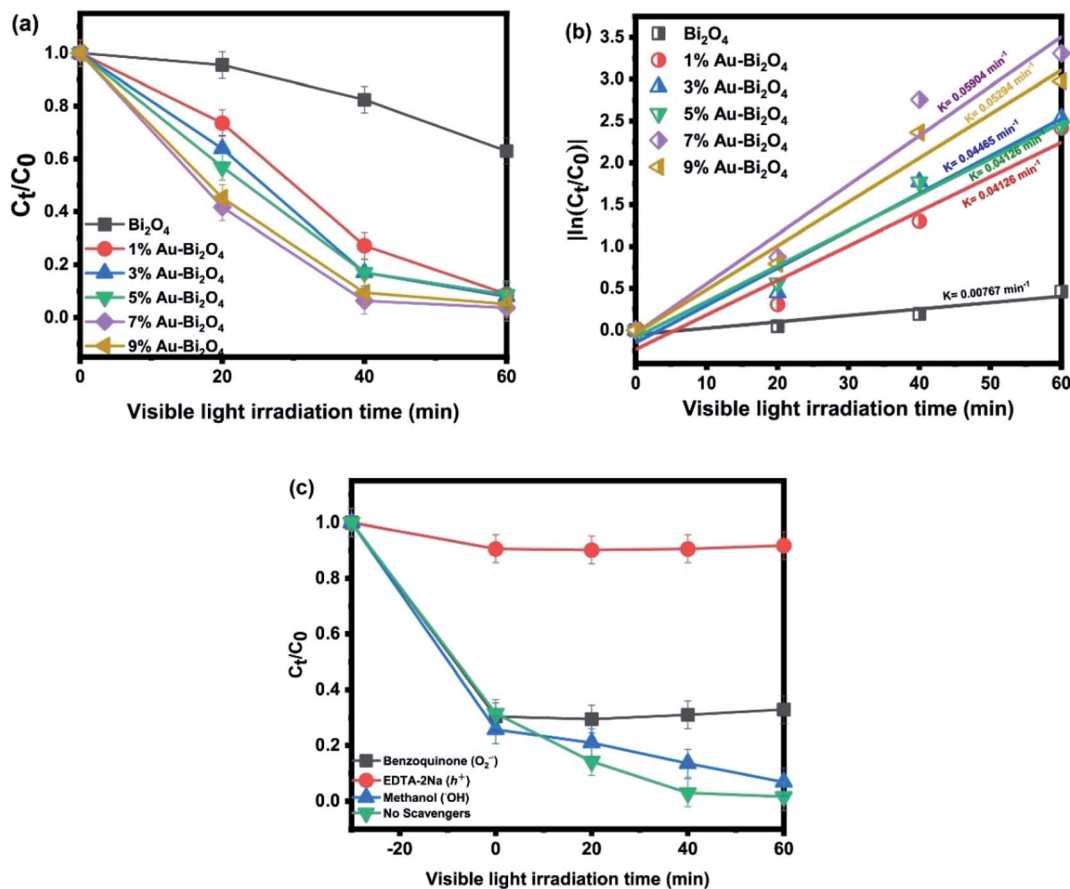 (a)
1.0
0.8
0.6
0.4
0.2
0.0
Cₜ/C₀
Bi₂O₄
1% Au-Bi₂O₄
3% Au-Bi₂O₄
5% Au-Bi₂O₄
7% Au-Bi₂O₄
9% Au-Bi₂O₄
0 20 40 60
Visible light irradiation time (min)
(b)
3.5
3.0
2.5
2.0
1.5
1.0
0.5
0.0
|ln(Cₜ/C₀)|
Bi₂O₄
1% Au-Bi₂O₄
3% Au-Bi₂O₄
5% Au-Bi₂O₄
7% Au-Bi₂O₄
9% Au-Bi₂O₄
K= 0.05904 min⁻¹
K= 0.05294 min⁻¹
K= 0.04465 min⁻¹
K= 0.04126 min⁻¹
K= 0.04126 min⁻¹
K= 0.00767 min⁻¹
0 10 20 30 40 50 60
Visible light irradiation time (min)
(c)
1.0
0.8
0.6
0.4
0.2
0.0
Cₜ/C₀
Benzoquinone (O₂·⁻)
EDTA-2Na (h⁺)
Methanol (·OH)
No Scavengers
-20 0 20 40 60
Visible light irradiation time (min)